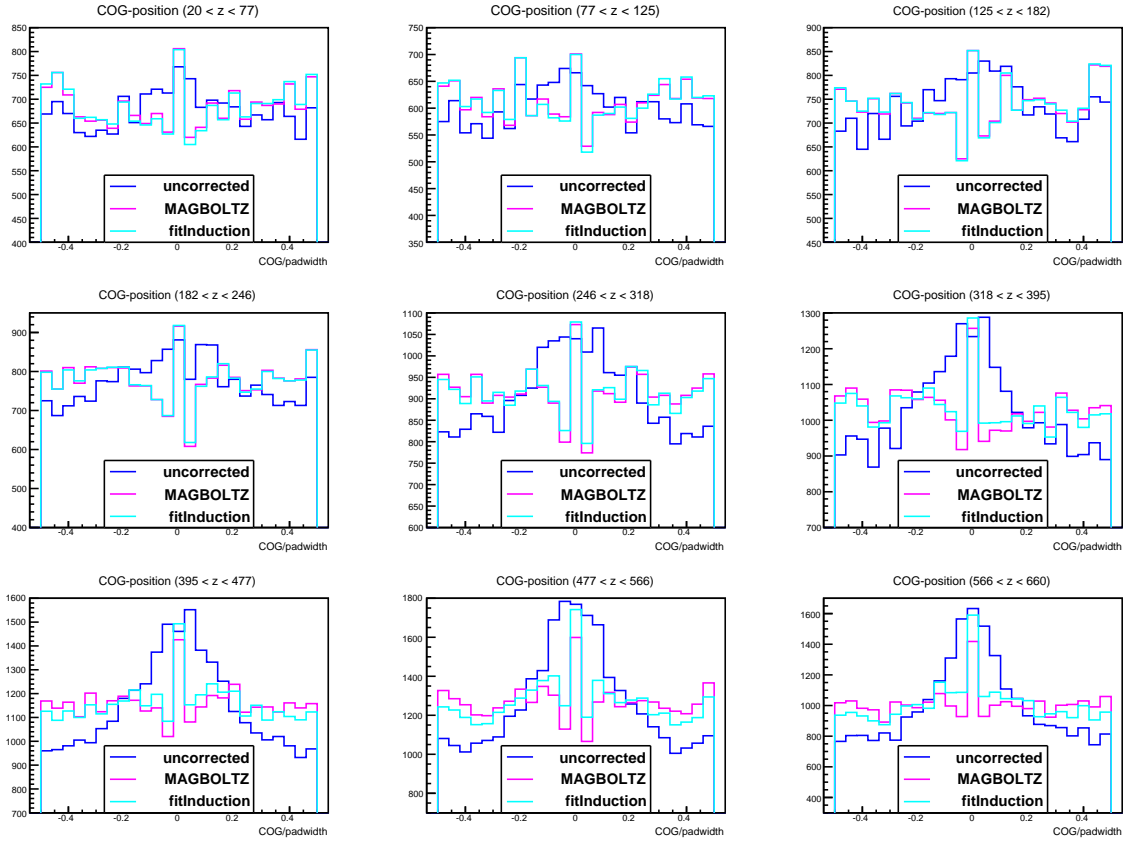 COG-position (20 < z < 77)
850
800
750
700
650
600
550
500
450
400
uncorrected
MAGBOLTZ
fitInduction
-0.4
-0.2
0
0.2
0.4
COG/padwidth
COG-position (77 < z < 125)
750
700
650
600
550
500
450
400
350
uncorrected
MAGBOLTZ
fitInduction
-0.4
-0.2
0
0.2
0.4
COG/padwidth
COG-position (125 < z < 182)
900
850
800
750
700
650
600
550
500
450
uncorrected
MAGBOLTZ
fitInduction
-0.4
-0.2
0
0.2
0.4
COG/padwidth
COG-position (182 < z < 246)
900
800
700
600
500
400
uncorrected
MAGBOLTZ
fitInduction
-0.4
-0.2
0
0.2
0.4
COG/padwidth
COG-position (246 < z < 318)
1100
1050
1000
950
900
850
800
750
700
650
600
uncorrected
MAGBOLTZ
fitInduction
-0.4
-0.2
0
0.2
0.4
COG/padwidth
COG-position (318 < z < 395)
1300
1200
1100
1000
900
800
700
uncorrected
MAGBOLTZ
fitInduction
-0.4
-0.2
0
0.2
0.4
COG/padwidth
COG-position (395 < z < 477)
1600
1500
1400
1300
1200
1100
1000
900
800
700
uncorrected
MAGBOLTZ
fitInduction
-0.4
-0.2
0
0.2
0.4
COG/padwidth
COG-position (477 < z < 566)
1800
1600
1400
1200
1000
800
uncorrected
MAGBOLTZ
fitInduction
-0.4
-0.2
0
0.2
0.4
COG/padwidth
COG-position (566 < z < 660)
1600
1400
1200
1000
800
600
400
uncorrected
MAGBOLTZ
fitInduction
-0.4
-0.2
0
0.2
0.4
COG/padwidth